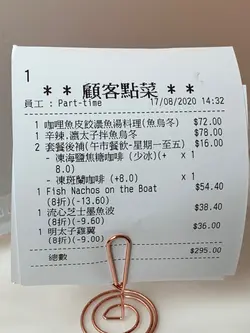 1
* * 顧客點菜 * *
員工 : Part-time 17/08/2020 14:32
1 咖哩魚皮餃濃魚湯料理(魚烏冬) $72.00
1 辛辣.濃太子拌魚烏冬 $78.00
2 套餐後補(午市餐飲-星期一至五) $16.00
- 凍海鹽焦糖咖啡 (少冰)(+ x 1
8.0)
- 凍斑蘭咖啡 (+8.0) x 1
1 Fish Nachos on the Boat $54.40
(8折)(-13.60)
1 流心芝士墨魚波 $38.40
(8折)(-9.60)
1 明太子雞翼 $36.00
(8折)(-9.00)
總數 $295.00